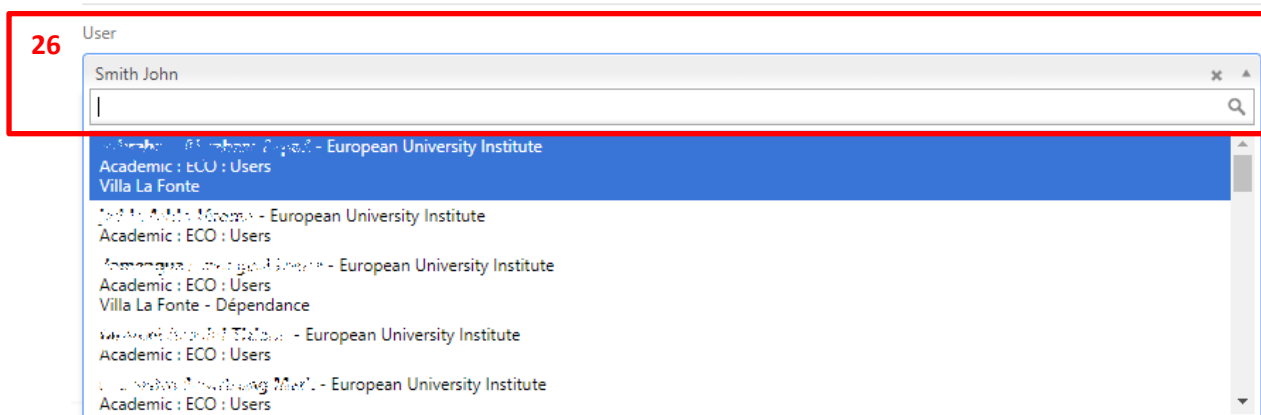 User
26
Smith John
- European University Institute
Academic : ECO : Users
Villa La Fonte
- European University Institute
Academic : ECO : Users
- European University Institute
Academic : ECO : Users
Villa La Fonte - Dépendance
- European University Institute
Academic : ECO : Users
- European University Institute
Academic : ECO : Users